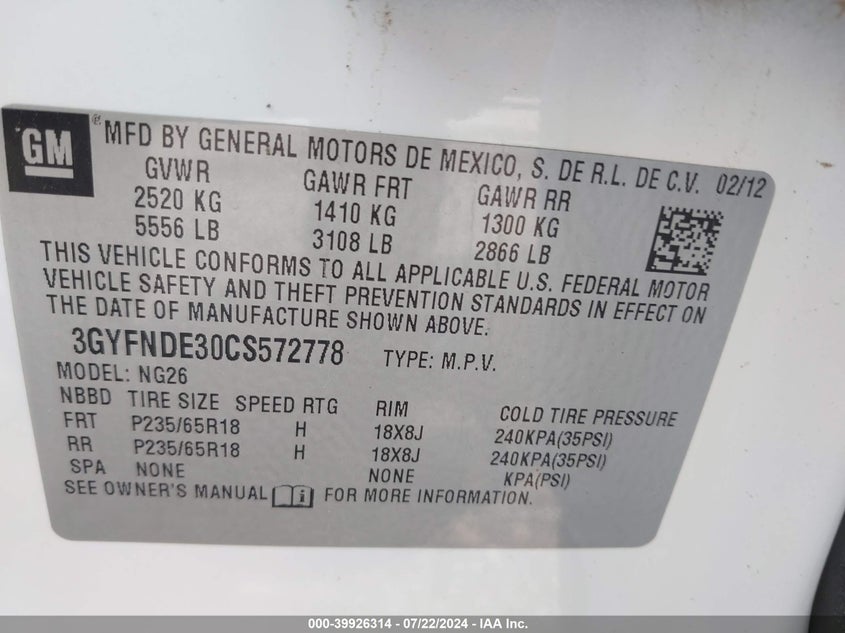 GM
® MFD BY GENERAL MOTORS DE MEXICO, S. DE R.L. DE C.V. 02/12
GVWR GAWR FRT GAWR RR
2520 KG 1410 KG 1300 KG
5556 LB 3108 LB 2866 LB
THIS VEHICLE CONFORMS TO ALL APPLICABLE U.S. FEDERAL MOTOR
VEHICLE SAFETY AND THEFT PREVENTION STANDARDS IN EFFECT ON
THE DATE OF MANUFACTURE SHOWN ABOVE.
3GYFNDE30CS572778 TYPE: M.P.V.
MODEL: NG26
NBBD TIRE SIZE SPEED RTG RIM COLD TIRE PRESSURE
FRT P235/65R18 H 18X8J 240KPA(35PSI)
RR P235/65R18 H 18X8J 240KPA(35PSI)
SPA NONE NONE KPA(PSI)
SEE OWNER'S MANUAL i FOR MORE INFORMATION.
000-39926314 / 07/22/2024 - IAA Inc.